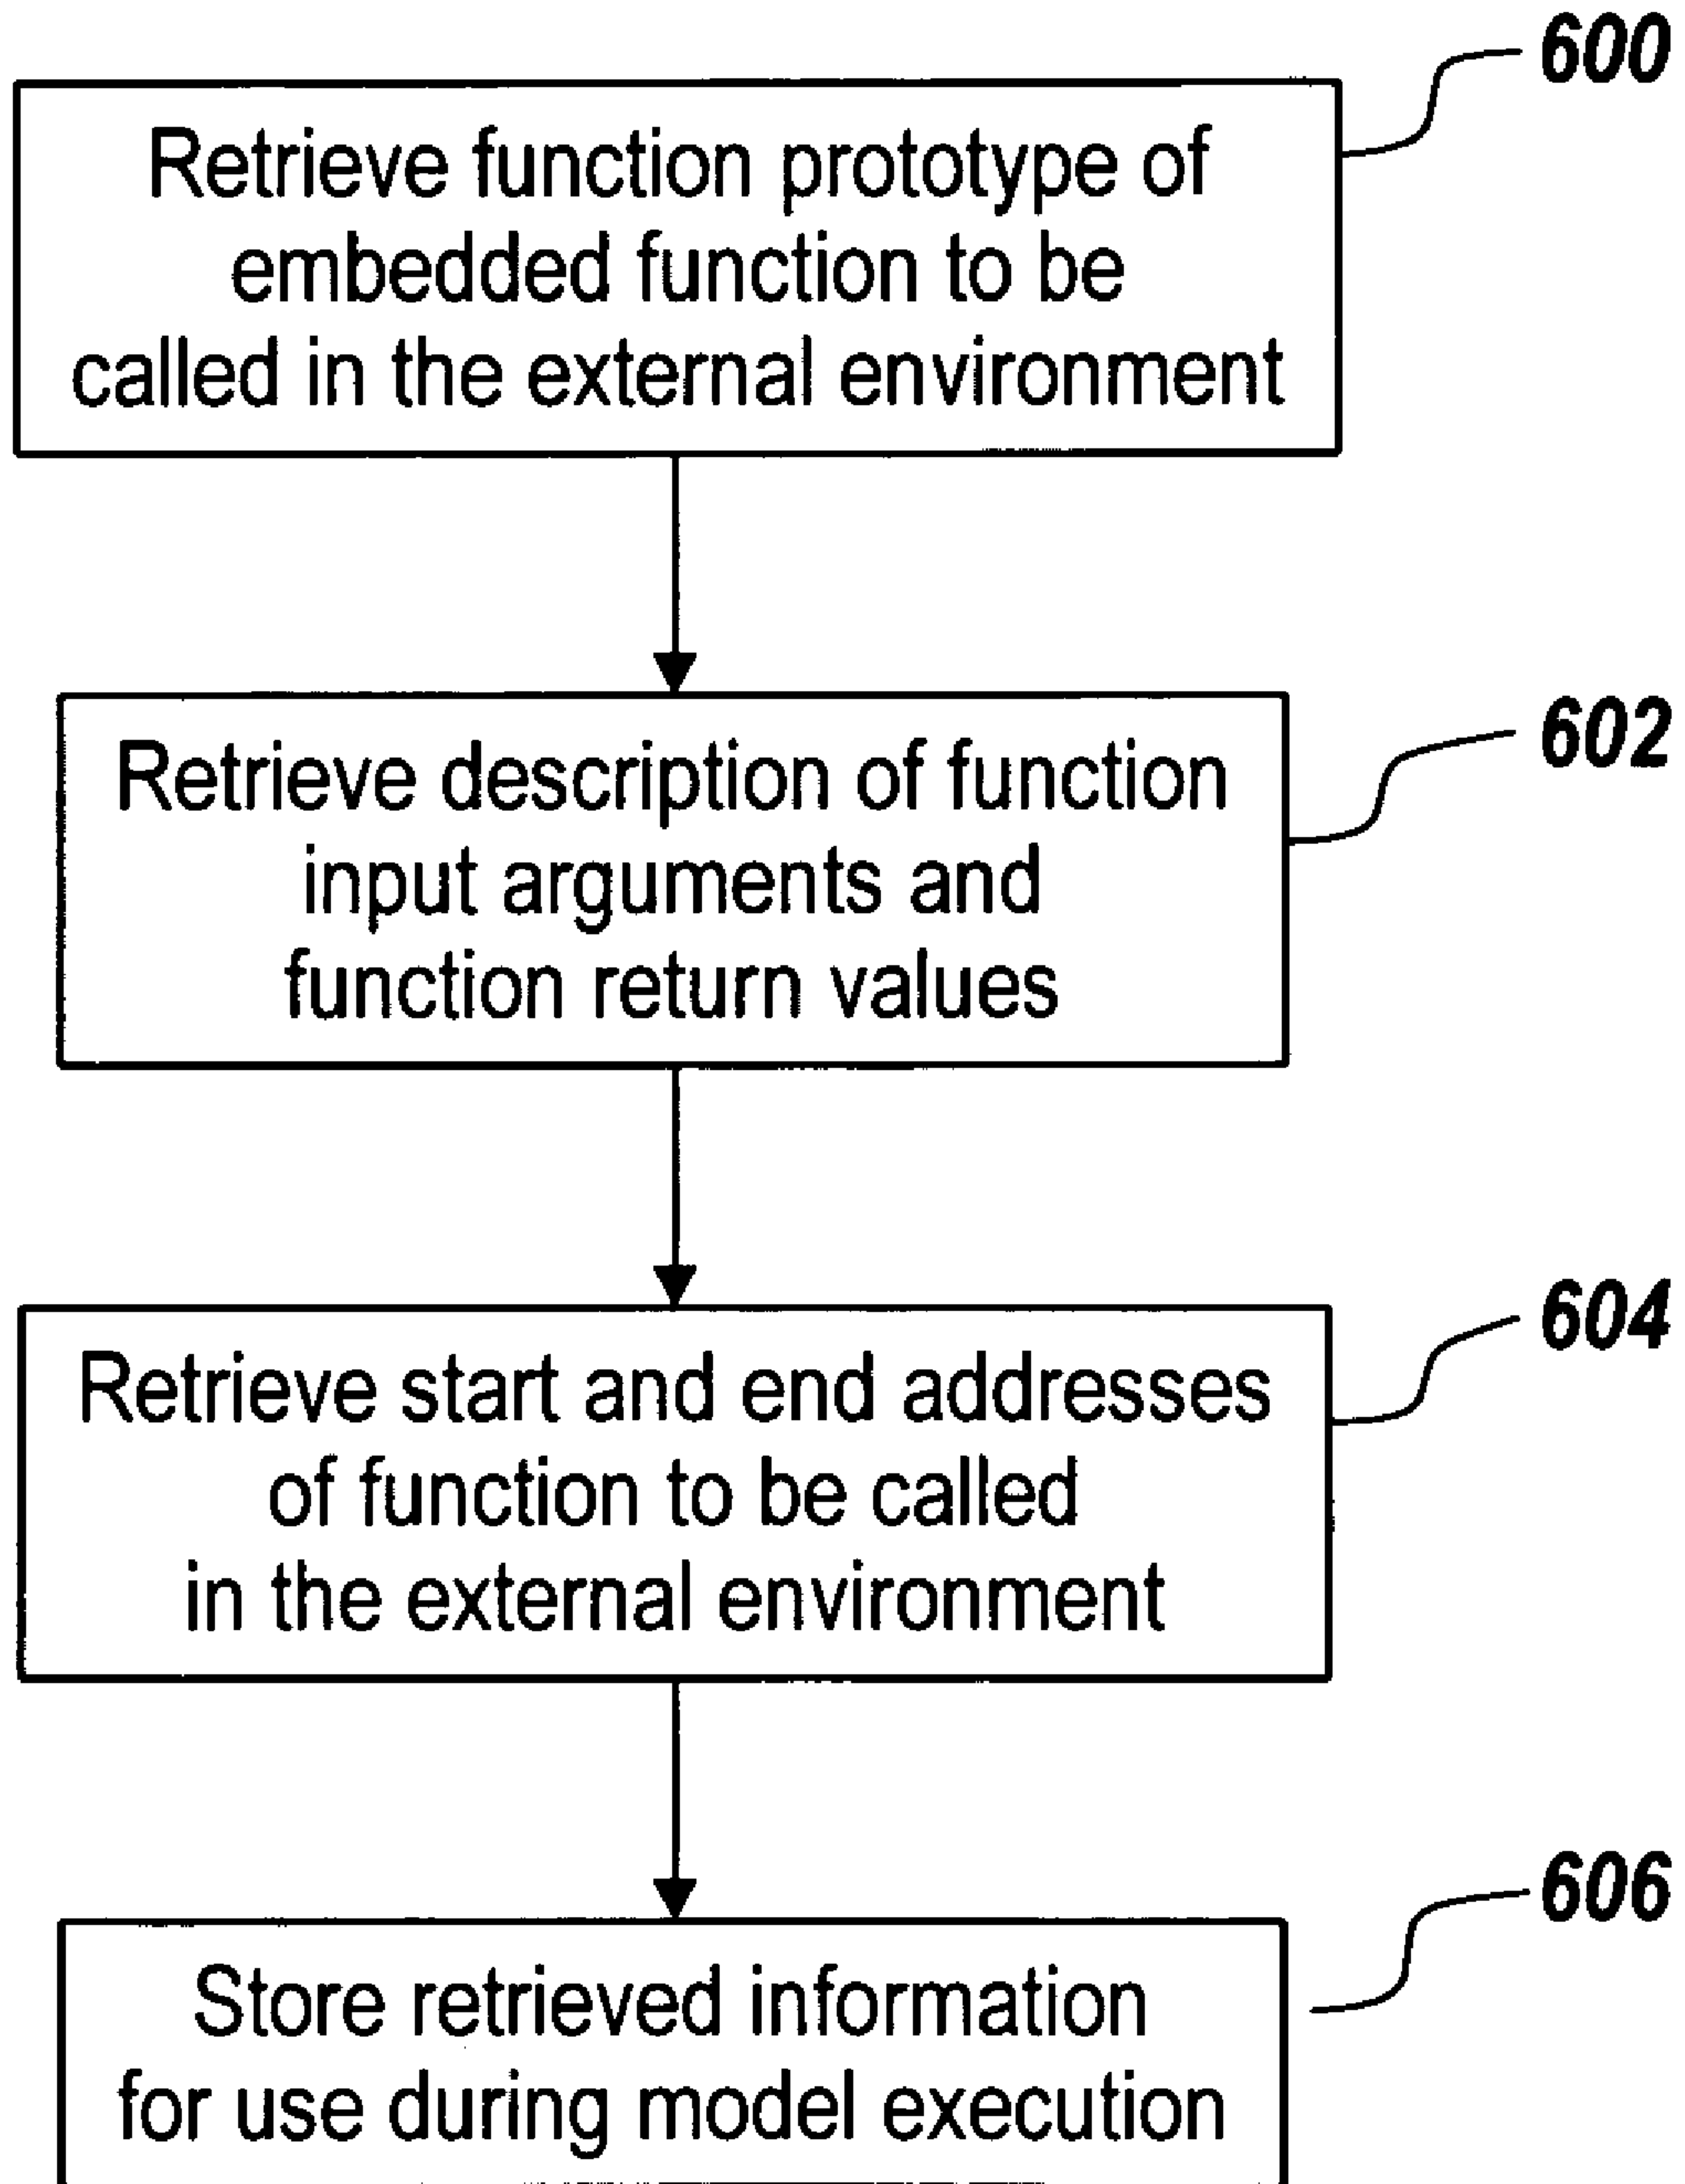 600
Retrieve function prototype of
embedded function to be
called in the external environment
602
Retrieve description of function
input arguments and
function return values
604
Retrieve start and end addresses
of function to be called
in the external environment
606
Store retrieved information
for use during model execution